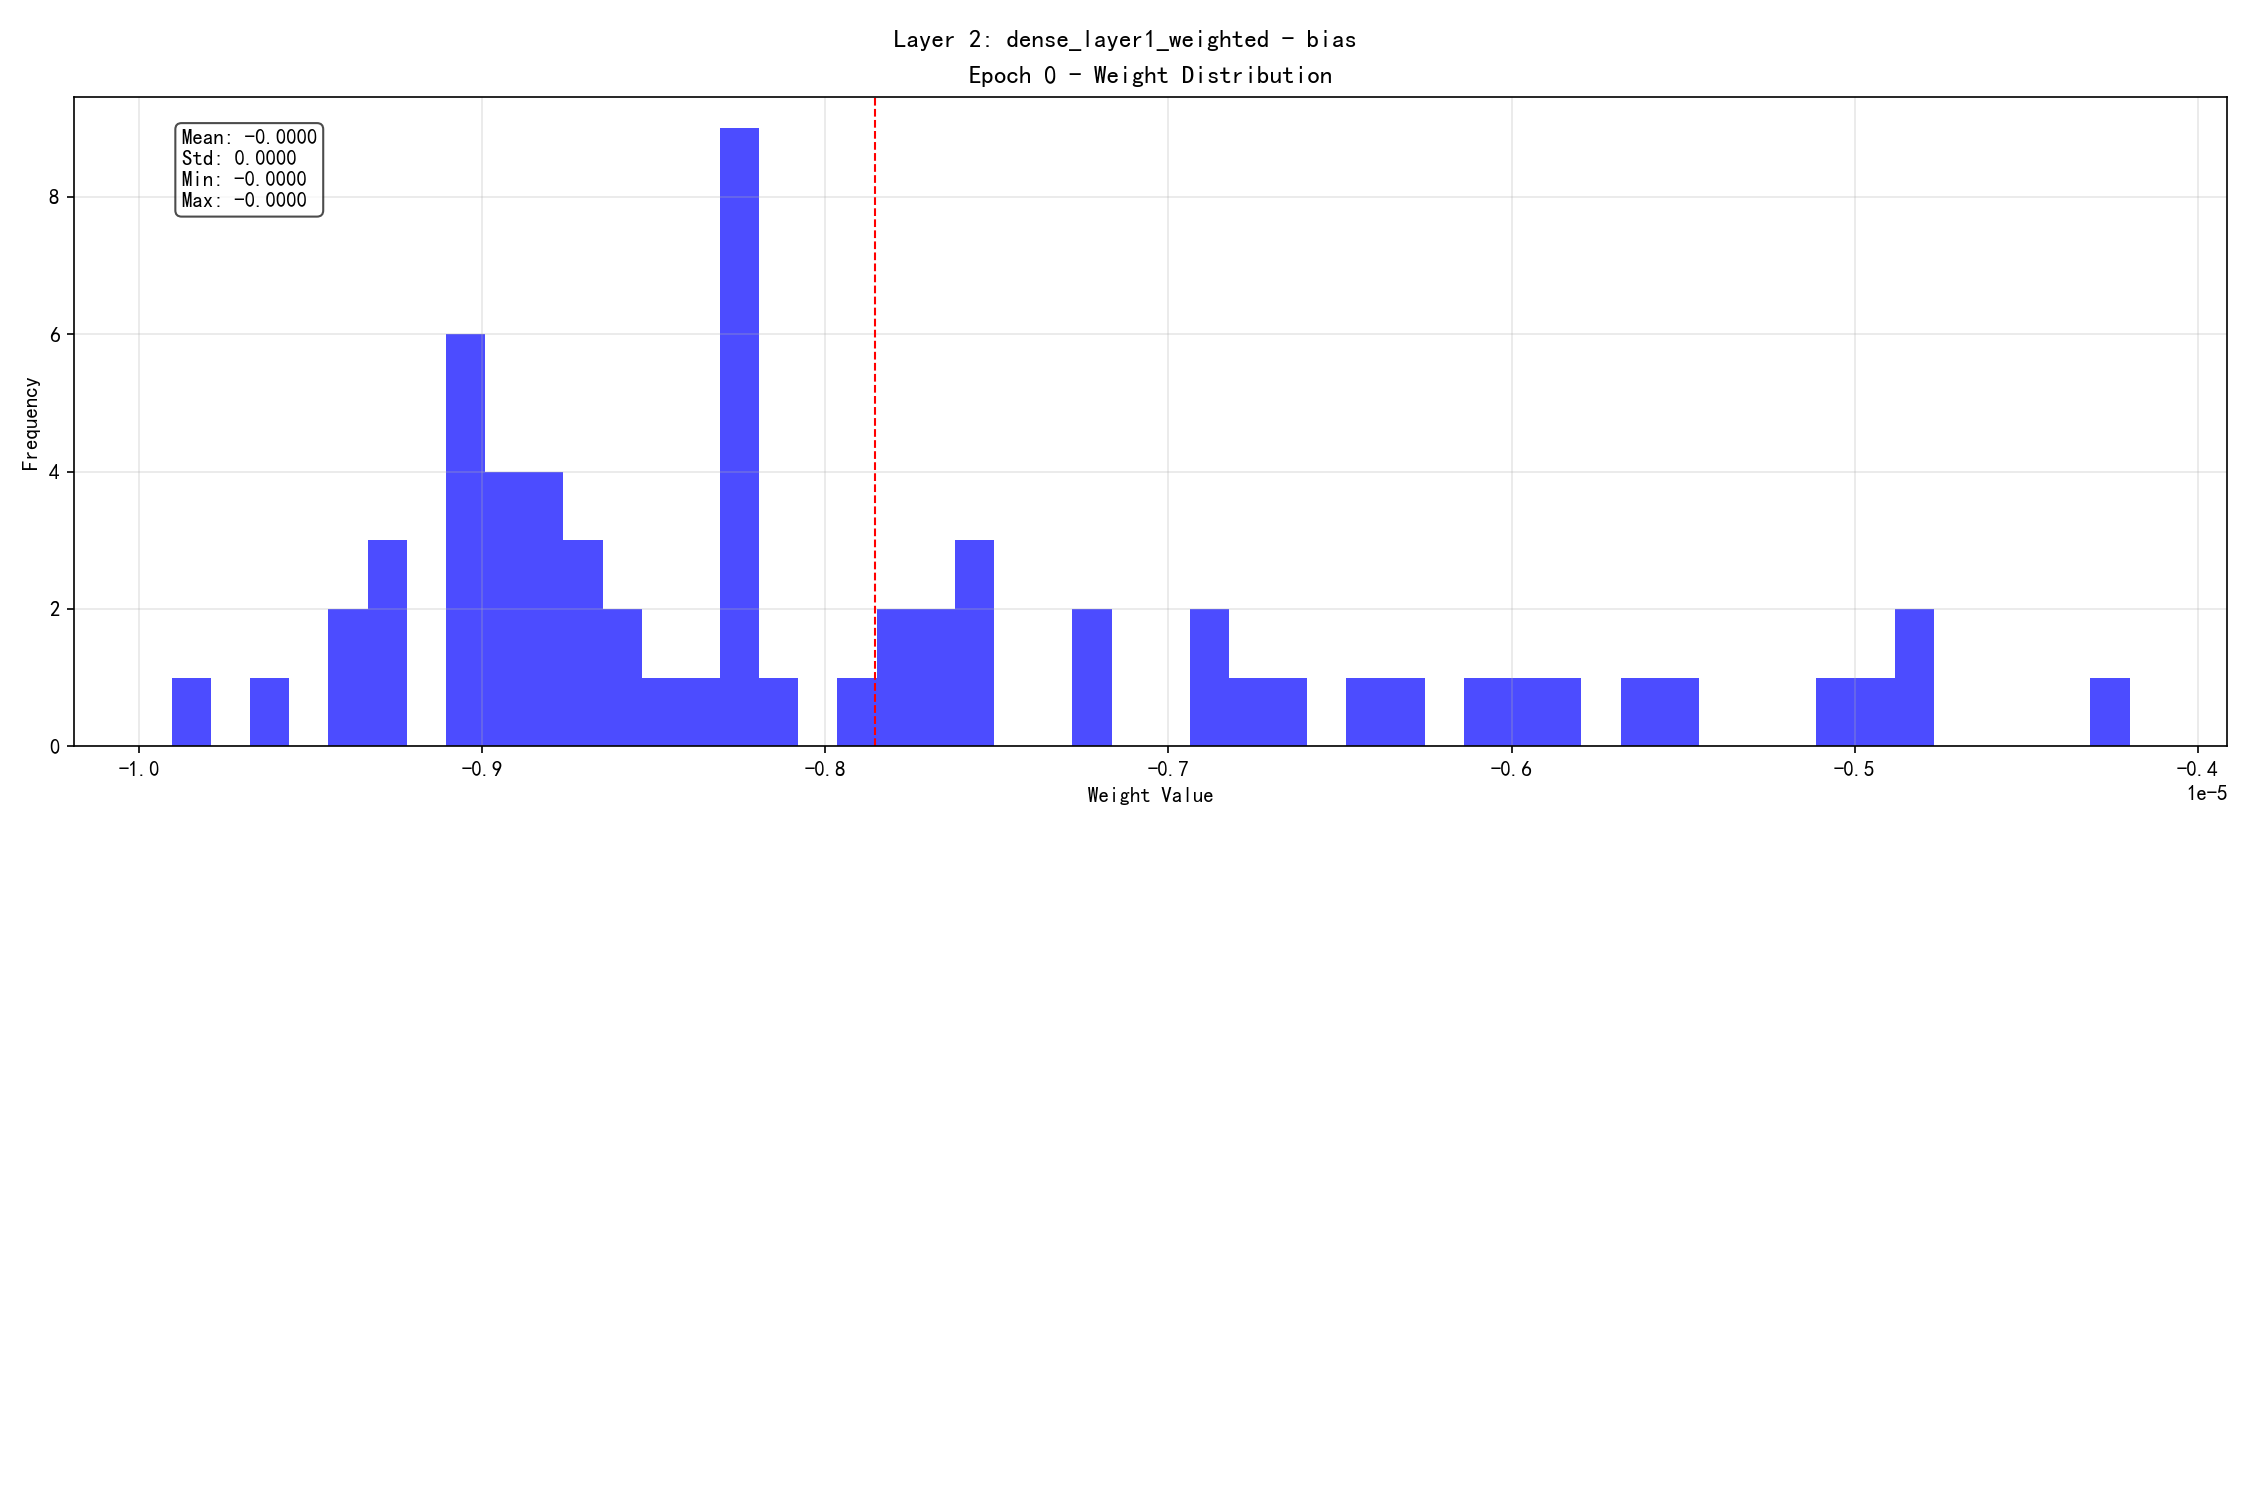 Layer 2: dense_layer1_weighted - bias
Epoch 0 - Weight Distribution
Mean: -0.0000
Std: 0.0000
Min: -0.0000
Max: -0.0000
8
6
4
2
0
Frequency
-1.0 -0.9 -0.8 -0.7 -0.6 -0.5 -0.4
1e-5
Weight Value